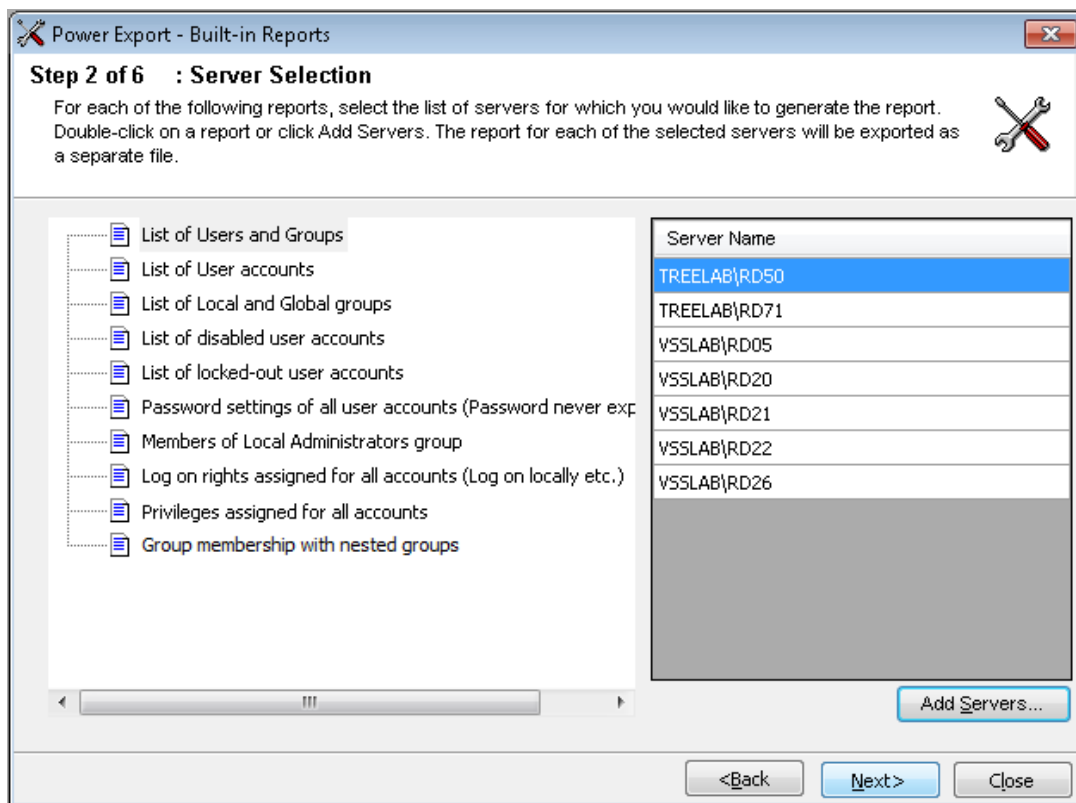 Power Export - Built-in Reports
Step 2 of 6 : Server Selection
For each of the following reports, select the list of servers for which you would like to generate the report.
Double-click on a report or click Add Servers. The report for each of the selected servers will be exported as
a separate file.
List of Users and Groups
List of User accounts
List of Local and Global groups
List of disabled user accounts
List of locked-out user accounts
Password settings of all user accounts (Password never exp
Members of Local Administrators group
Log on rights assigned for all accounts (Log on locally etc.)
Privileges assigned for all accounts
Group membership with nested groups
Server Name
TREELAB\RD50
TREELAB\RD71
VSSLAB\RD05
VSSLAB\RD20
VSSLAB\RD21
VSSLAB\RD22
VSSLAB\RD26
Add Servers...
<Back
Next>
Close